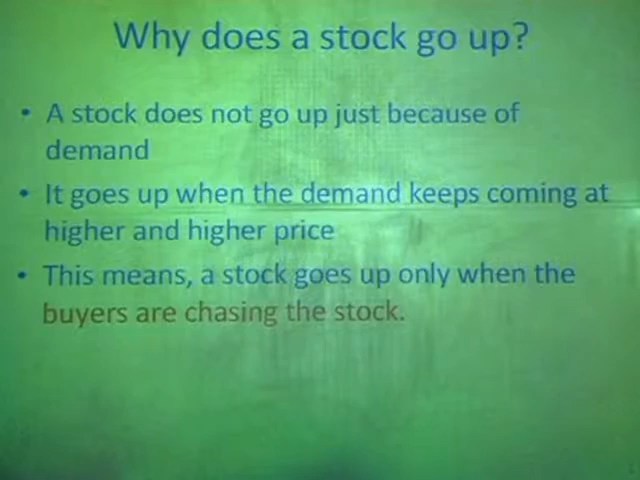 Why does a stock go up?
• A stock does not go up just because of
demand
• It goes up when the demand keeps coming at
higher and higher price
• This means, a stock goes up only when the
buyers are chasing the stock.